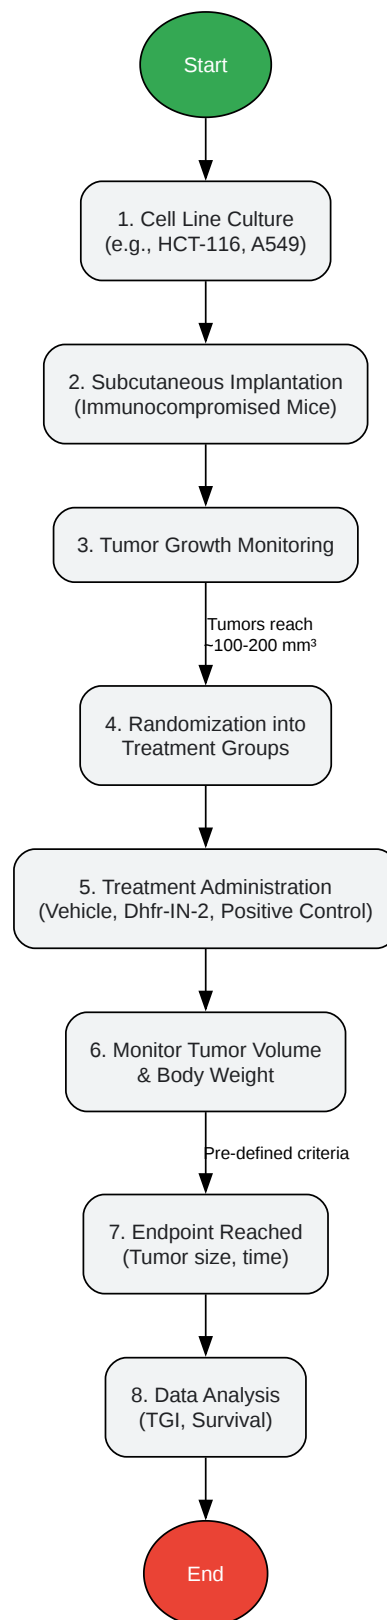 Start
1. Cell Line Culture
(e.g., HCT-116, A549)
2. Subcutaneous Implantation
(Immunocompromised Mice)
3. Tumor Growth Monitoring
Tumors reach
~100-200 mm³
4. Randomization into
Treatment Groups
5. Treatment Administration
(Vehicle, Dhfr-IN-2, Positive Control)
6. Monitor Tumor Volume
& Body Weight
Pre-defined criteria
7. Endpoint Reached
(Tumor size, time)
8. Data Analysis
(TGI, Survival)
End